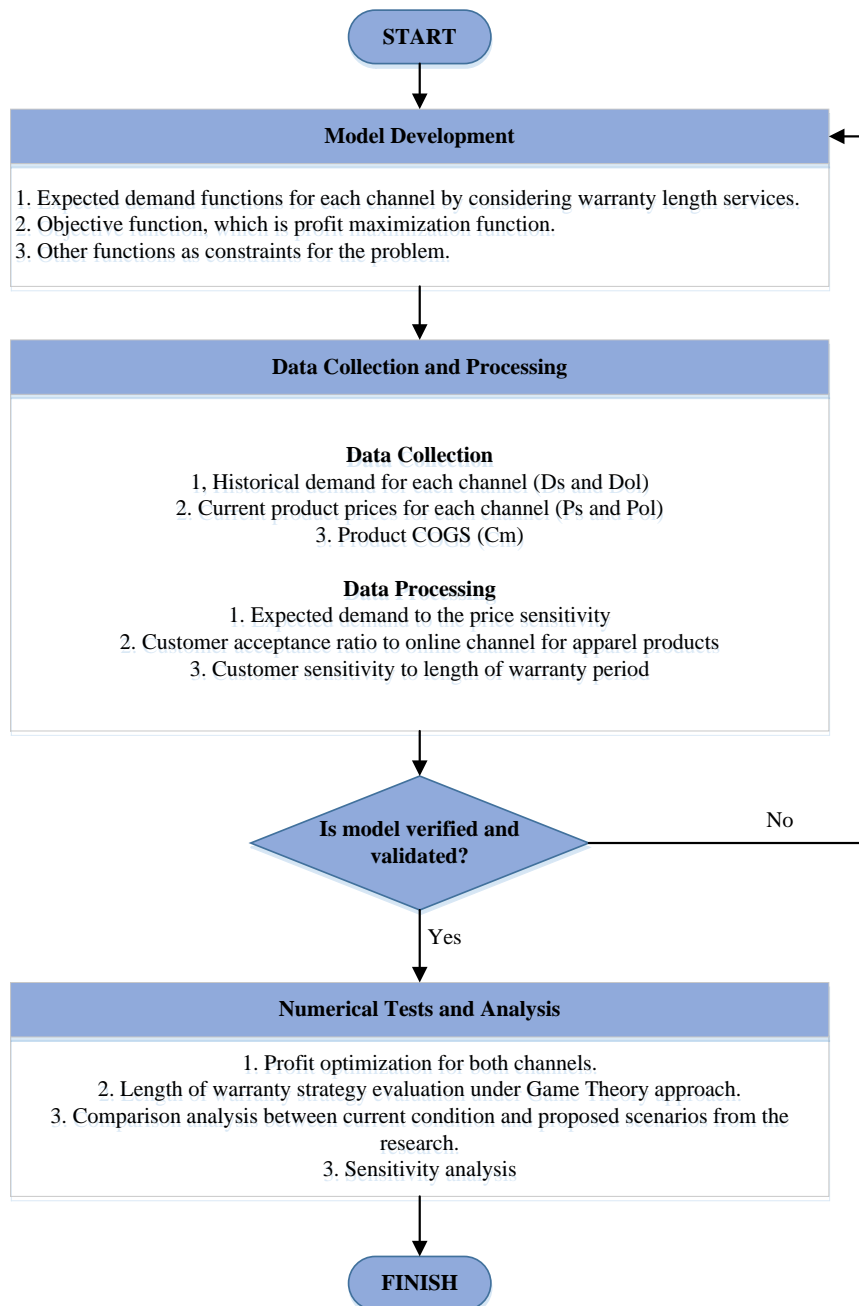 START
Model Development
1. Expected demand functions for each channel by considering warranty length services.
2. Objective function, which is profit maximization function.
3. Other functions as constraints for the problem.
Data Collection and Processing
Data Collection
1, Historical demand for each channel (Ds and Dol)
2. Current product prices for each channel (Ps and Pol)
3. Product COGS (Cm)
Data Processing
1. Expected demand to the price sensitivity
2. Customer acceptance ratio to online channel for apparel products
3. Customer sensitivity to length of warranty period
Is model verified and
validated?
No
Yes
Numerical Tests and Analysis
1. Profit optimization for both channels.
2. Length of warranty strategy evaluation under Game Theory approach.
3. Comparison analysis between current condition and proposed scenarios from the
research.
3. Sensitivity analysis
FINISH